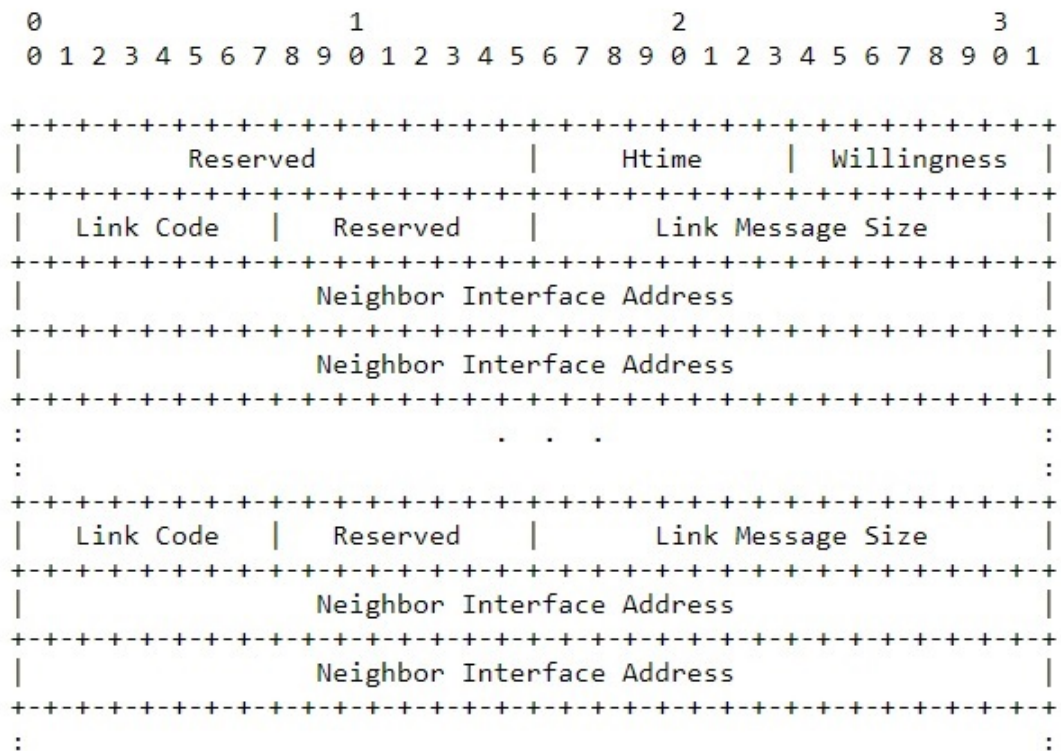 0                   1                   2                   3
 0 1 2 3 4 5 6 7 8 9 0 1 2 3 4 5 6 7 8 9 0 1 2 3 4 5 6 7 8 9 0 1

+-+-+-+-+-+-+-+-+-+-+-+-+-+-+-+-+-+-+-+-+-+-+-+-+-+-+-+-+-+-+-+-+
|          Reserved             |     Htime     |  Willingness  |
+-+-+-+-+-+-+-+-+-+-+-+-+-+-+-+-+-+-+-+-+-+-+-+-+-+-+-+-+-+-+-+-+
|   Link Code   |   Reserved    |       Link Message Size       |
+-+-+-+-+-+-+-+-+-+-+-+-+-+-+-+-+-+-+-+-+-+-+-+-+-+-+-+-+-+-+-+-+
|                  Neighbor Interface Address                   |
+-+-+-+-+-+-+-+-+-+-+-+-+-+-+-+-+-+-+-+-+-+-+-+-+-+-+-+-+-+-+-+-+
|                  Neighbor Interface Address                   |
+-+-+-+-+-+-+-+-+-+-+-+-+-+-+-+-+-+-+-+-+-+-+-+-+-+-+-+-+-+-+-+-+
:                             .  .  .                           :
:                                                               :
+-+-+-+-+-+-+-+-+-+-+-+-+-+-+-+-+-+-+-+-+-+-+-+-+-+-+-+-+-+-+-+-+
|   Link Code   |   Reserved    |       Link Message Size       |
+-+-+-+-+-+-+-+-+-+-+-+-+-+-+-+-+-+-+-+-+-+-+-+-+-+-+-+-+-+-+-+-+
|                  Neighbor Interface Address                   |
+-+-+-+-+-+-+-+-+-+-+-+-+-+-+-+-+-+-+-+-+-+-+-+-+-+-+-+-+-+-+-+-+
|                  Neighbor Interface Address                   |
+-+-+-+-+-+-+-+-+-+-+-+-+-+-+-+-+-+-+-+-+-+-+-+-+-+-+-+-+-+-+-+-+
:                                                               :